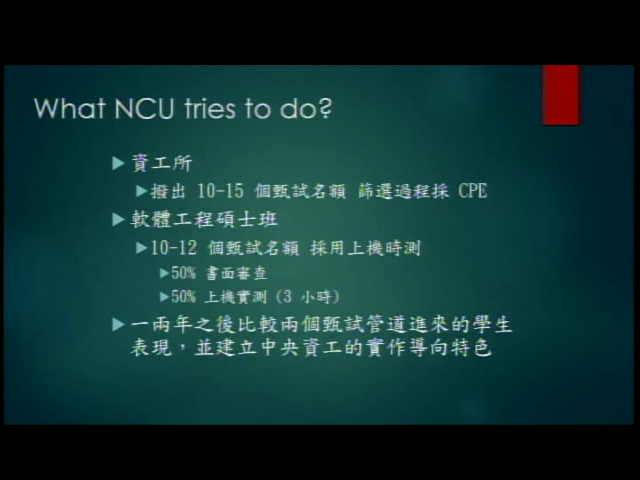 What NCU tries to do?
資工所
撥出 10-15 個甄試名額 篩選過程採 CPE
軟體工程碩士班
10-12 個甄試名額 採用上機時測
50% 書面審查
50% 上機實測 (3 小時)
一兩年之後比較兩個甄試管道進來的學生
表現，並建立中央資工的實作導向特色